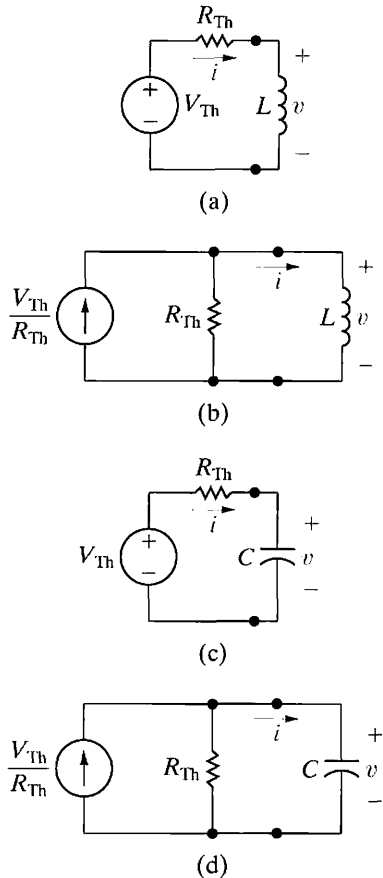 R_Th
i
+
−
V_Th
L
+
v
−
(a)
V_Th
R_Th
R_Th
i
L
+
v
−
(b)
R_Th
i
V_Th
+
−
C
+
v
−
(c)
V_Th
R_Th
R_Th
i
C
+
v
−
(d)